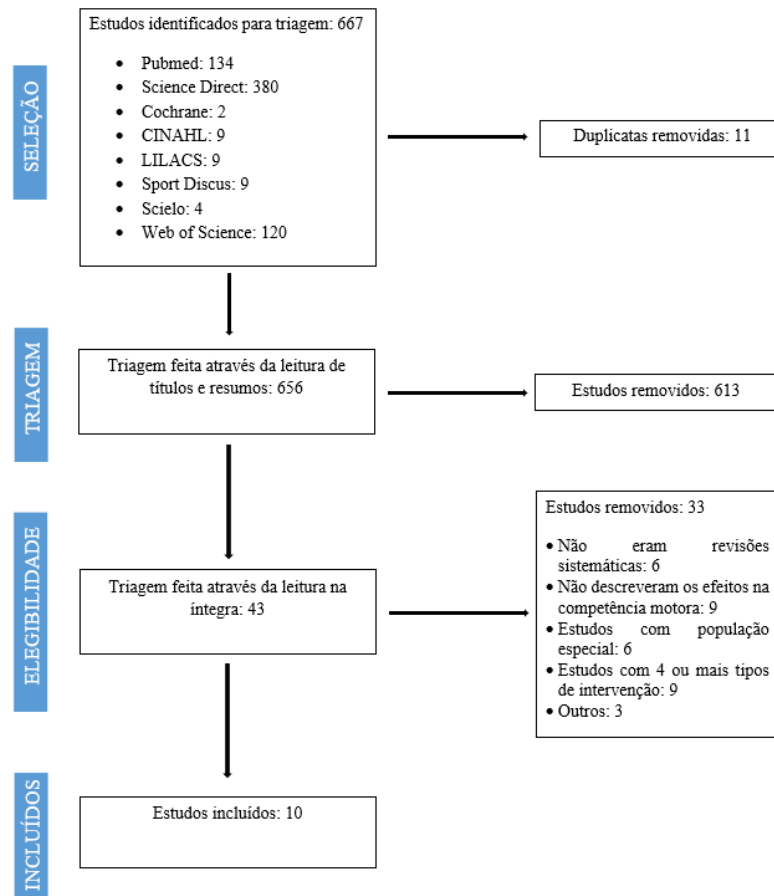 SELEÇÃO
Estudos identificados para triagem: 667
• Pubmed: 134
• Science Direct: 380
• Cochrane: 2
• CINAHL: 9
• LILACS: 9
• Sport Discus: 9
• Scielo: 4
• Web of Science: 120
Duplicatas removidas: 11
TRIAGEM
Triagem feita através da leitura de
títulos e resumos: 656
Estudos removidos: 613
ELEGIBILIDADE
Triagem feita através da leitura na
íntegra: 43
Estudos removidos: 33
• Não eram revisões
sistemáticas: 6
• Não descreveram os efeitos na
competência motora: 9
• Estudos com população
especial: 6
• Estudos com 4 ou mais tipos
de intervenção: 9
• Outros: 3
INCLUÍDOS
Estudos incluídos: 10